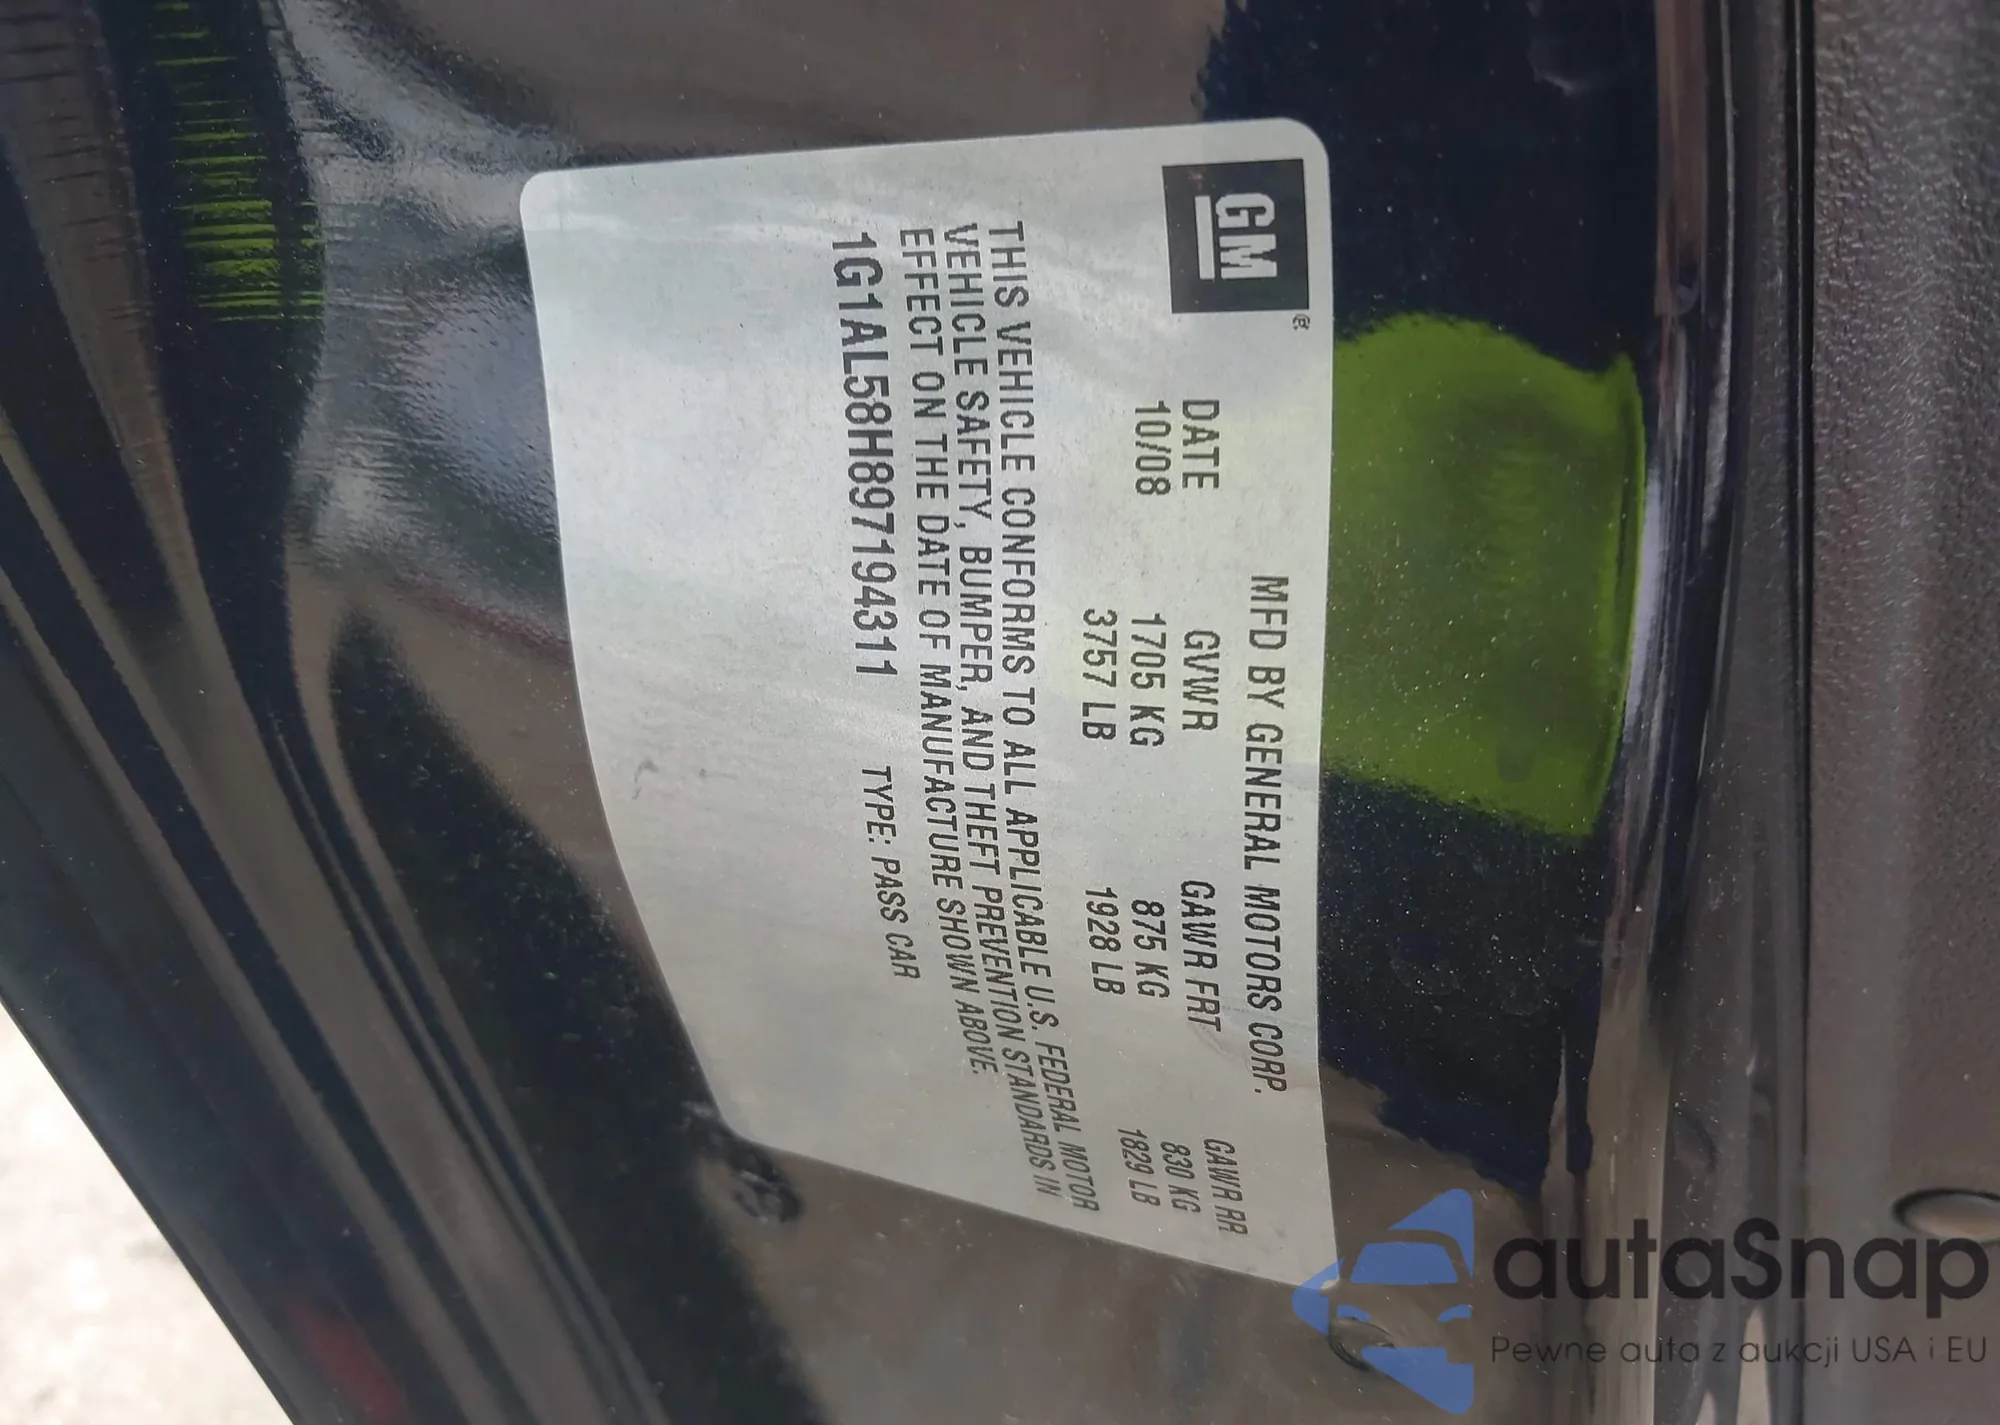 GM
®
MFD BY GENERAL MOTORS CORP.
DATE GVWR GAWR FRT GAWR RR
10/08 1705 KG 875 KG 830 KG
3757 LB 1928 LB 1829 LB
THIS VEHICLE CONFORMS TO ALL APPLICABLE U.S. FEDERAL MOTOR
VEHICLE SAFETY, BUMPER, AND THEFT PREVENTION STANDARDS IN
EFFECT ON THE DATE OF MANUFACTURE SHOWN ABOVE.
1G1AL58H897194311 TYPE: PASS CAR
autaSnap
Pewne auta z aukcji USA i EU